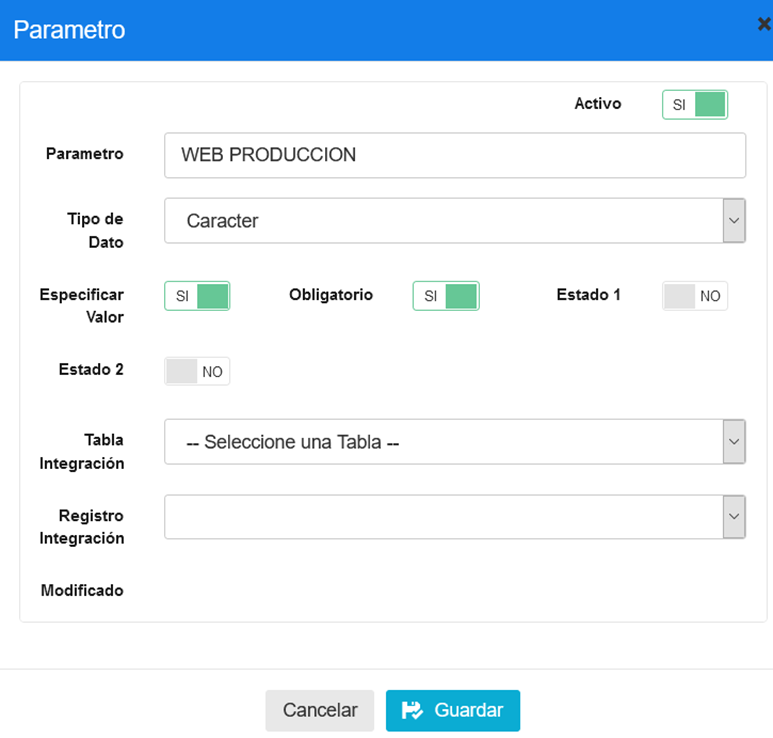 Parametro
Activo SI
Parametro WEB PRODUCCION
Tipo de Caracter
Dato
Especificar SI Obligatorio SI Estado 1 NO
Valor
Estado 2 NO
Tabla -- Seleccione una Tabla --
Integración
Registro
Integración
Modificado
Cancelar Guardar